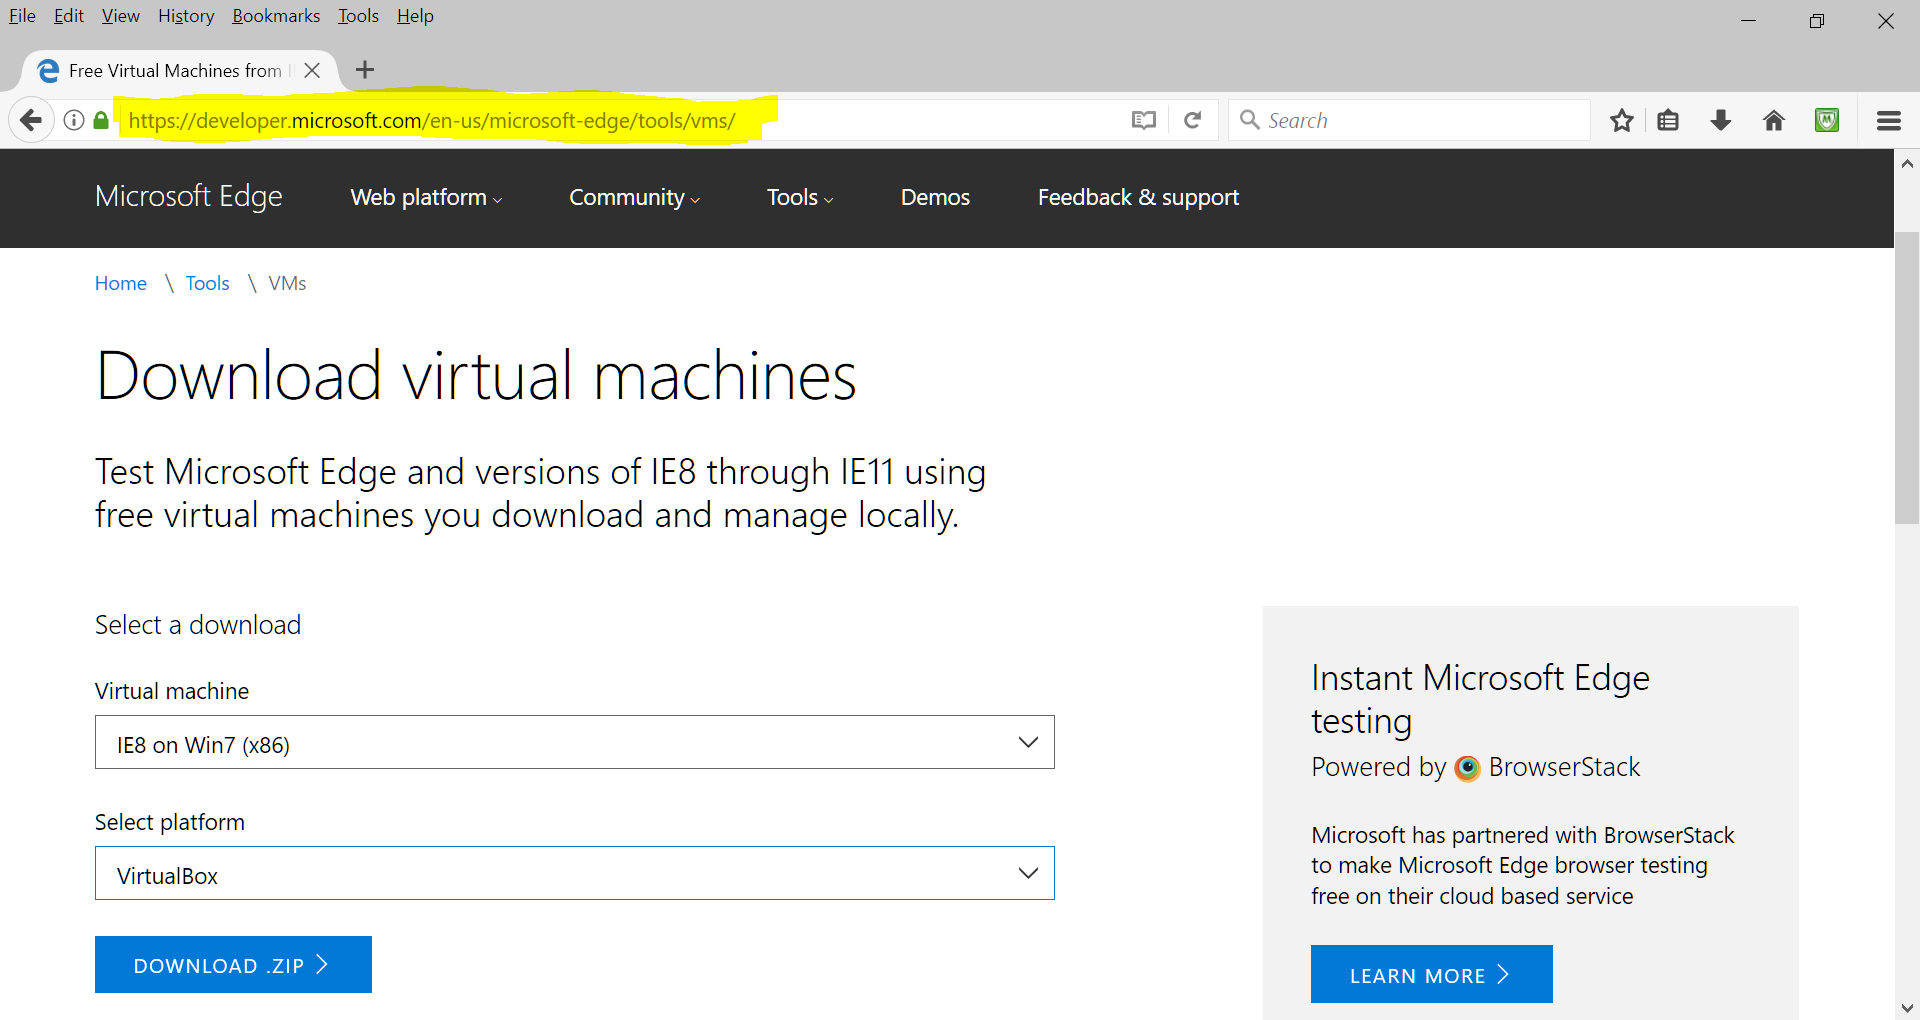 File Edit View History Bookmarks Tools Help
Free Virtual Machines from
https://developer.microsoft.com/en-us/microsoft-edge/tools/vms/
Search
Microsoft Edge Web platform Community Tools Demos Feedback & support
Home \ Tools \ VMs
Download virtual machines
Test Microsoft Edge and versions of IE8 through IE11 using
free virtual machines you download and manage locally.
Select a download
Virtual machine
IE8 on Win7 (x86)
Select platform
VirtualBox
DOWNLOAD .ZIP
Instant Microsoft Edge
testing
Powered by BrowserStack
Microsoft has partnered with BrowserStack
to make Microsoft Edge browser testing
free on their cloud based service
LEARN MORE